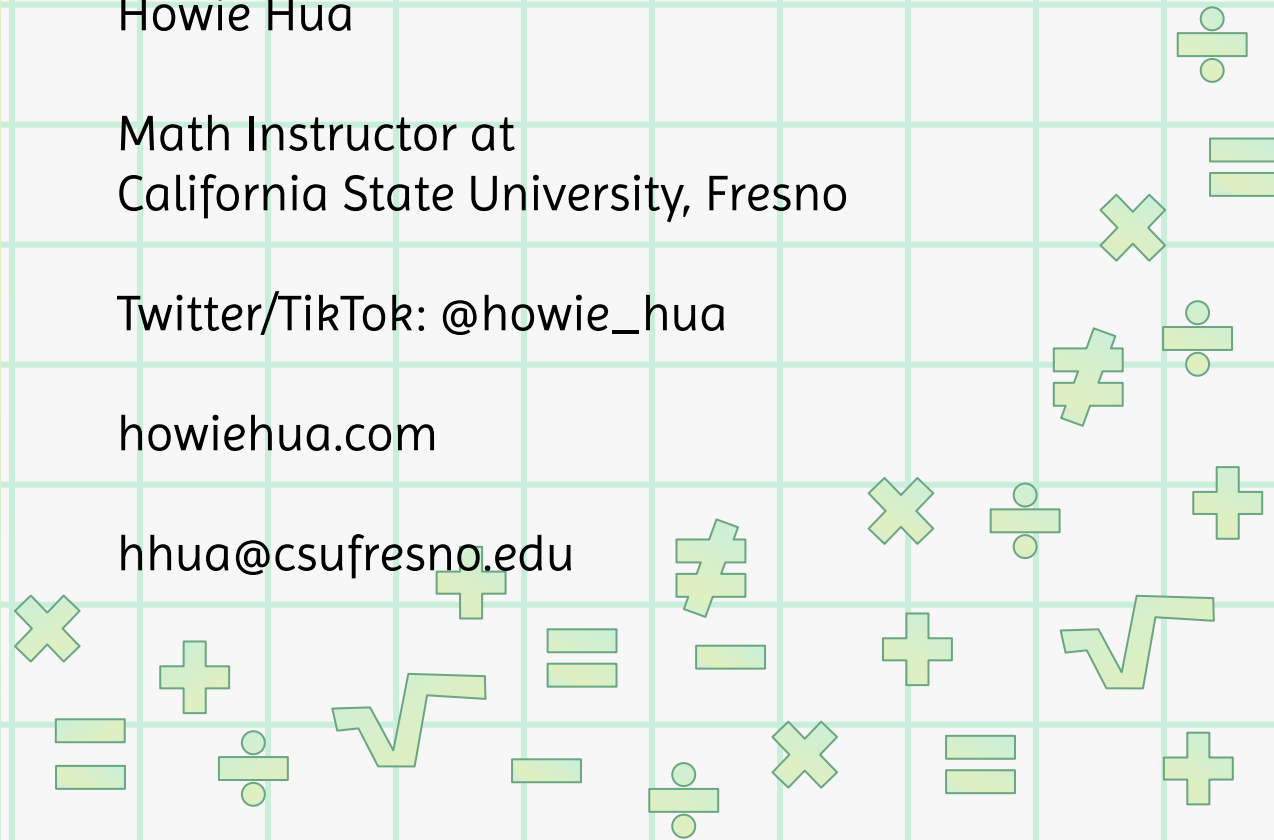 Howie Hua
Math Instructor at
California State University, Fresno
Twitter/TikTok: @howie_hua
howiehua.com
hhua@csufresno.edu